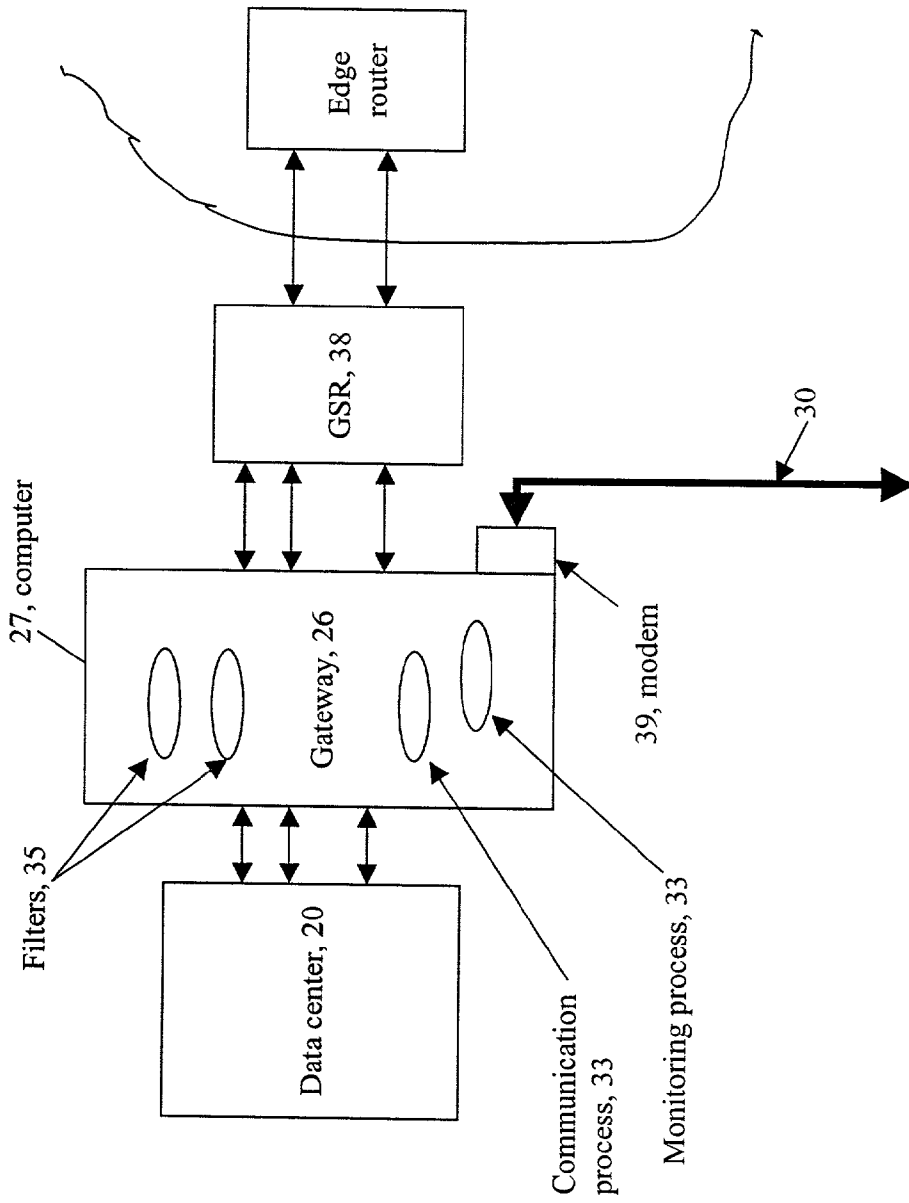 Filters, 35
27, computer
Data center, 20
Gateway, 26
GSR, 38
Edge
router
Communication
process, 33
Monitoring process, 33
39, modem
30